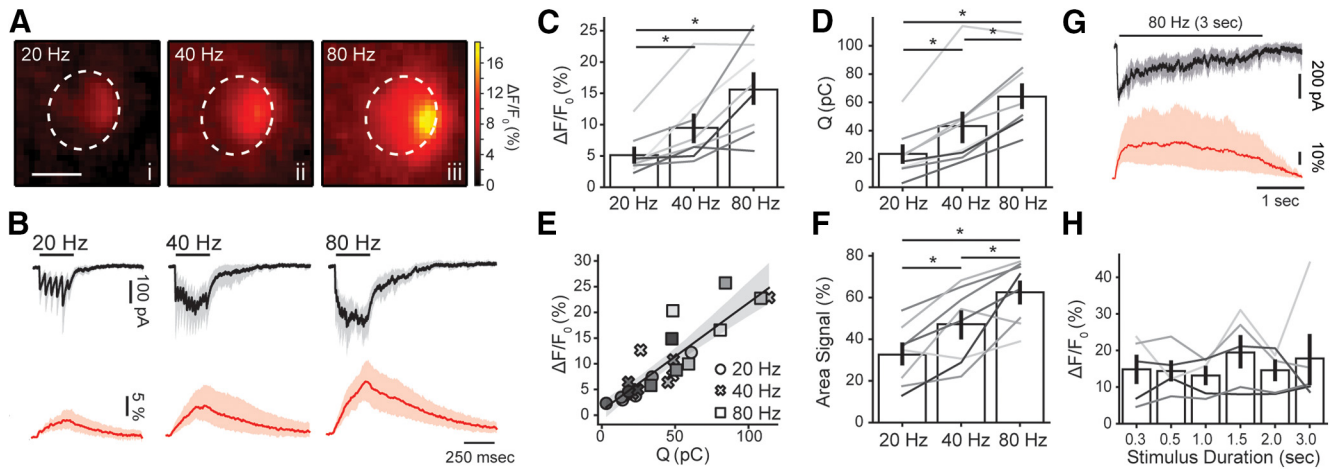 A
20 Hz
40 Hz
80 Hz
i
ii
iii
16
12
8
4
0
ΔF/F₀ (%)
B
20 Hz
40 Hz
80 Hz
100 pA
5 %
250 msec
C
ΔF/F₀ (%)
25
20
15
10
5
0
20 Hz
40 Hz
80 Hz
*
*
D
Q (pC)
100
80
60
40
20
0
20 Hz
40 Hz
80 Hz
*
*
*
E
ΔF/F₀ (%)
30
25
20
15
10
5
0
0
50
100
Q (pC)
20 Hz
40 Hz
80 Hz
F
Area Signal (%)
80
60
40
20
0
20 Hz
40 Hz
80 Hz
*
*
*
G
80 Hz (3 sec)
200 pA
10%
1 sec
H
ΔF/F₀ (%)
40
30
20
10
0
0.3
0.5
1.0
1.5
2.0
3.0
Stimulus Duration (sec)